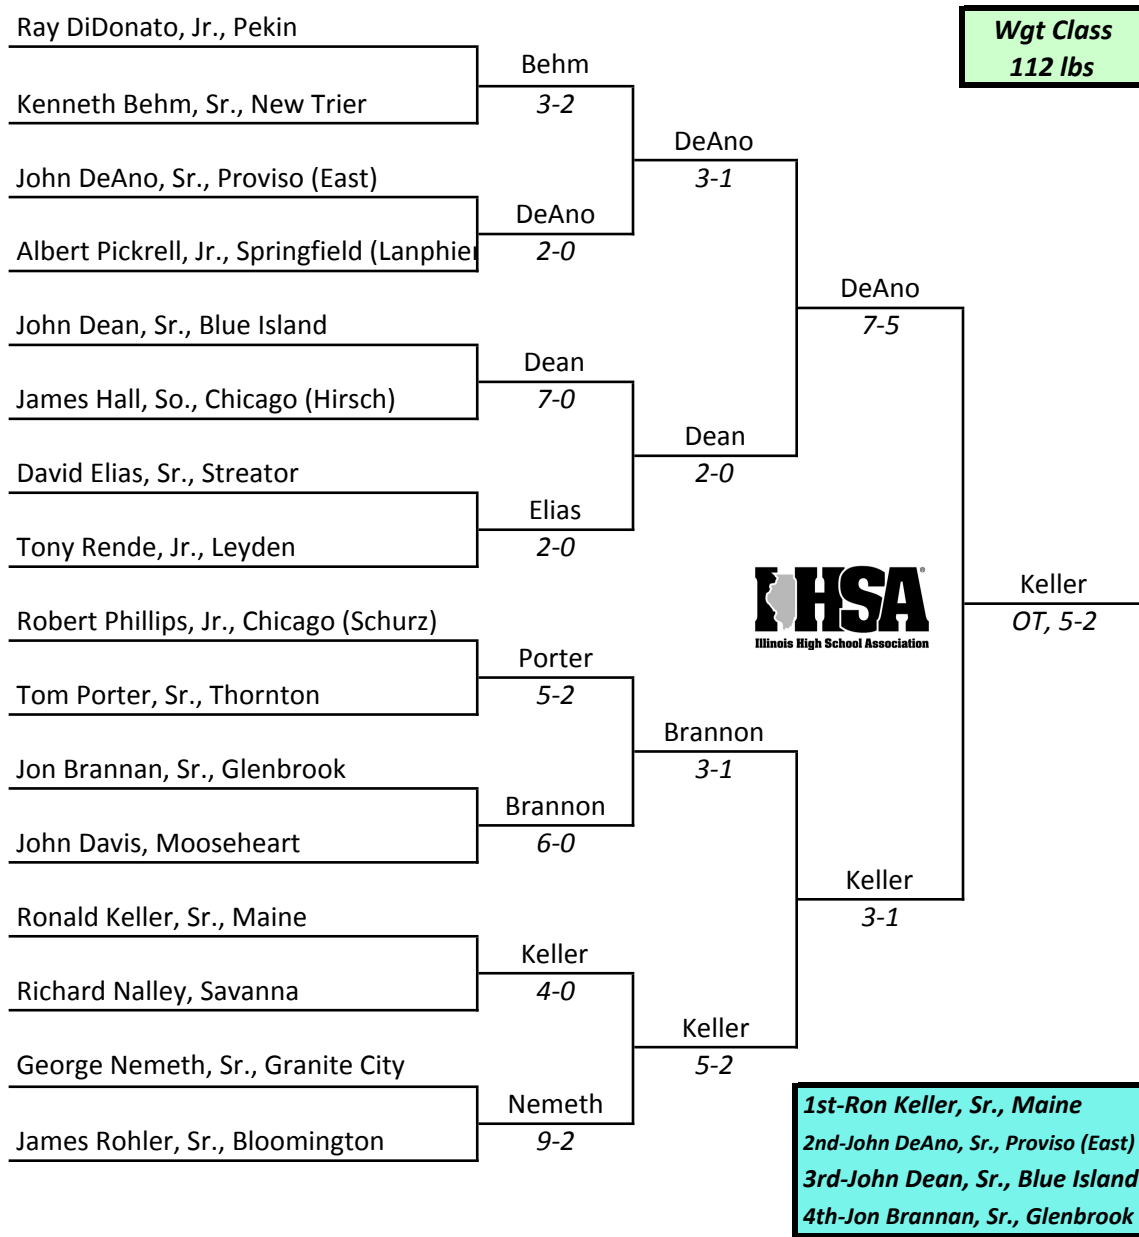 Ray DiDonato, Jr., Pekin
Wgt Class
112 lbs
Behm
3-2
Kenneth Behm, Sr., New Trier
DeAno
3-1
John DeAno, Sr., Proviso (East)
DeAno
2-0
Albert Pickrell, Jr., Springfield (Lanphier
DeAno
7-5
John Dean, Sr., Blue Island
Dean
7-0
James Hall, So., Chicago (Hirsch)
Dean
2-0
David Elias, Sr., Streator
Elias
2-0
Tony Rende, Jr., Leyden
IHSA
Illinois High School Association
Keller
OT, 5-2
Robert Phillips, Jr., Chicago (Schurz)
Porter
5-2
Tom Porter, Sr., Thornton
Brannon
3-1
Jon Brannan, Sr., Glenbrook
Brannon
6-0
John Davis, Mooseheart
Keller
3-1
Ronald Keller, Sr., Maine
Keller
4-0
Richard Nalley, Savanna
Keller
5-2
George Nemeth, Sr., Granite City
Nemeth
9-2
James Rohler, Sr., Bloomington
1st-Ron Keller, Sr., Maine
2nd-John DeAno, Sr., Proviso (East)
3rd-John Dean, Sr., Blue Island
4th-Jon Brannan, Sr., Glenbrook